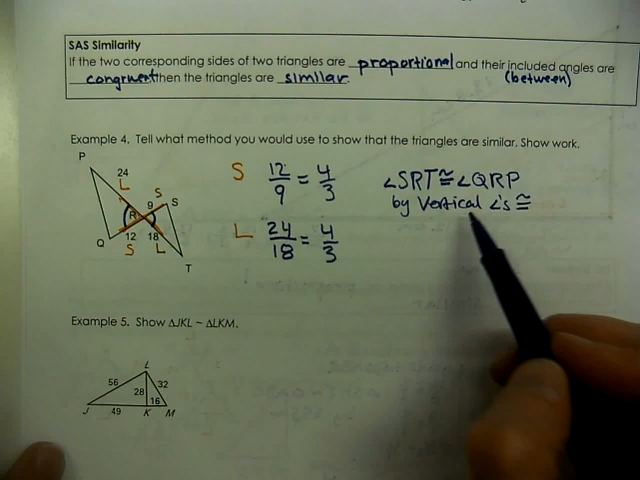 SAS Similarity
If the two corresponding sides of two triangles are proportional and their included angles are
(between)
congruent then the triangles are similar.
Example 4. Tell what method you would use to show that the triangles are similar. Show work.
P
24
L
S
9
S
R
Q
12
18
S
L
T
S 12/9 = 4/3
L 24/18 = 4/3
∠SRT ≅ ∠QRP
by Vertical ∠'s ≅
Example 5. Show ΔJKL ~ ΔLKM.
L
56
32
28
16
J
49
K
M